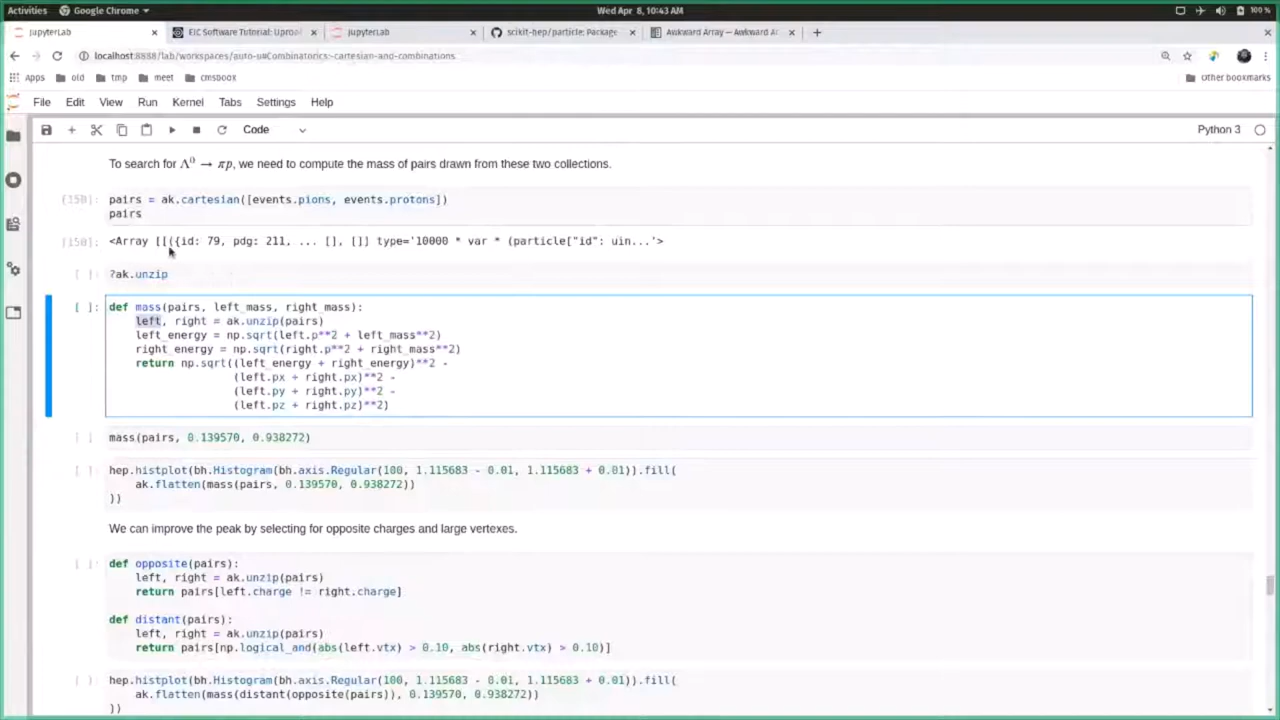 Activities
Google Chrome
Wed Apr 8, 10:43 AM
100 %
JupyterLab
EIC Software Tutorial: Uproo
JupyterLab
scikit-hep/particle: Package
Awkward Array — Awkward Ar
localhost:8888/lab/workspaces/auto-u#Combinatorics:-cartesian-and-combinations
Apps
old
tmp
meet
cmsbook
Other bookmarks
File
Edit
View
Run
Kernel
Tabs
Settings
Help
Code
Python 3
To search for Λ⁰ → πp, we need to compute the mass of pairs drawn from these two collections.
[150]: pairs = ak.cartesian([events.pions, events.protons])
pairs
[150]: <Array [[({id: 79, pdg: 211, ... [], []] type='10000 * var * (particle["id": uin...'>
[ ]: ?ak.unzip
[ ]: def mass(pairs, left_mass, right_mass):
left, right = ak.unzip(pairs)
left_energy = np.sqrt(left.p**2 + left_mass**2)
right_energy = np.sqrt(right.p**2 + right_mass**2)
return np.sqrt((left_energy + right_energy)**2 -
(left.px + right.px)**2 -
(left.py + right.py)**2 -
(left.pz + right.pz)**2)
[ ]: mass(pairs, 0.139570, 0.938272)
[ ]: hep.histplot(bh.Histogram(bh.axis.Regular(100, 1.115683 - 0.01, 1.115683 + 0.01)).fill(
ak.flatten(mass(pairs, 0.139570, 0.938272))
))
We can improve the peak by selecting for opposite charges and large vertexes.
[ ]: def opposite(pairs):
left, right = ak.unzip(pairs)
return pairs[left.charge != right.charge]
def distant(pairs):
left, right = ak.unzip(pairs)
return pairs[np.logical_and(abs(left.vtx) > 0.10, abs(right.vtx) > 0.10)]
[ ]: hep.histplot(bh.Histogram(bh.axis.Regular(100, 1.115683 - 0.01, 1.115683 + 0.01)).fill(
ak.flatten(mass(distant(opposite(pairs)), 0.139570, 0.938272))
))